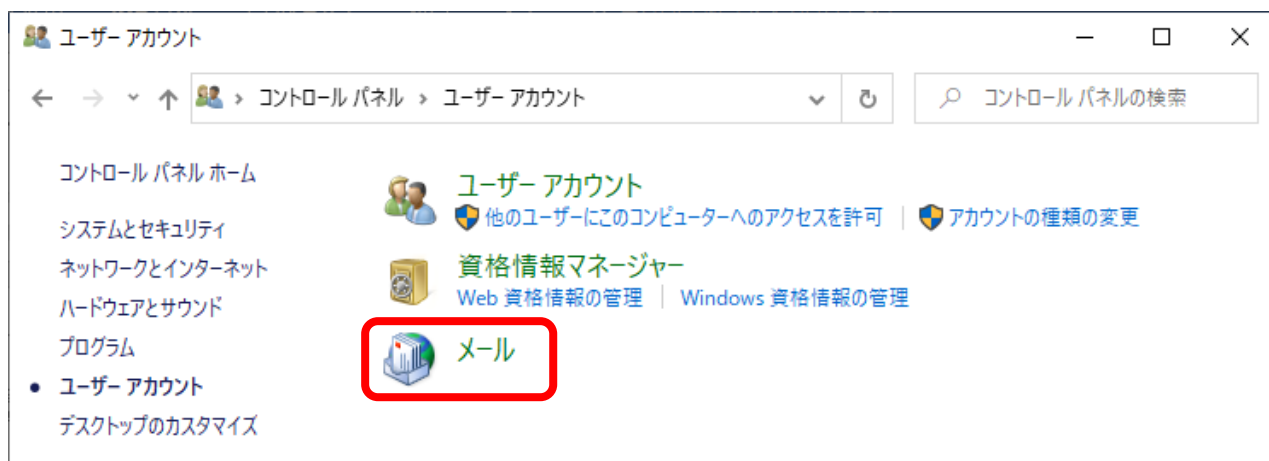 ユーザー アカウント
コントロール パネル › ユーザー アカウント
コントロール パネルの検索
コントロール パネル ホーム
システムとセキュリティ
ネットワークとインターネット
ハードウェアとサウンド
プログラム
ユーザー アカウント
デスクトップのカスタマイズ
ユーザー アカウント
他のユーザーにこのコンピューターへのアクセスを許可 | アカウントの種類の変更
資格情報マネージャー
Web 資格情報の管理 | Windows 資格情報の管理
メール